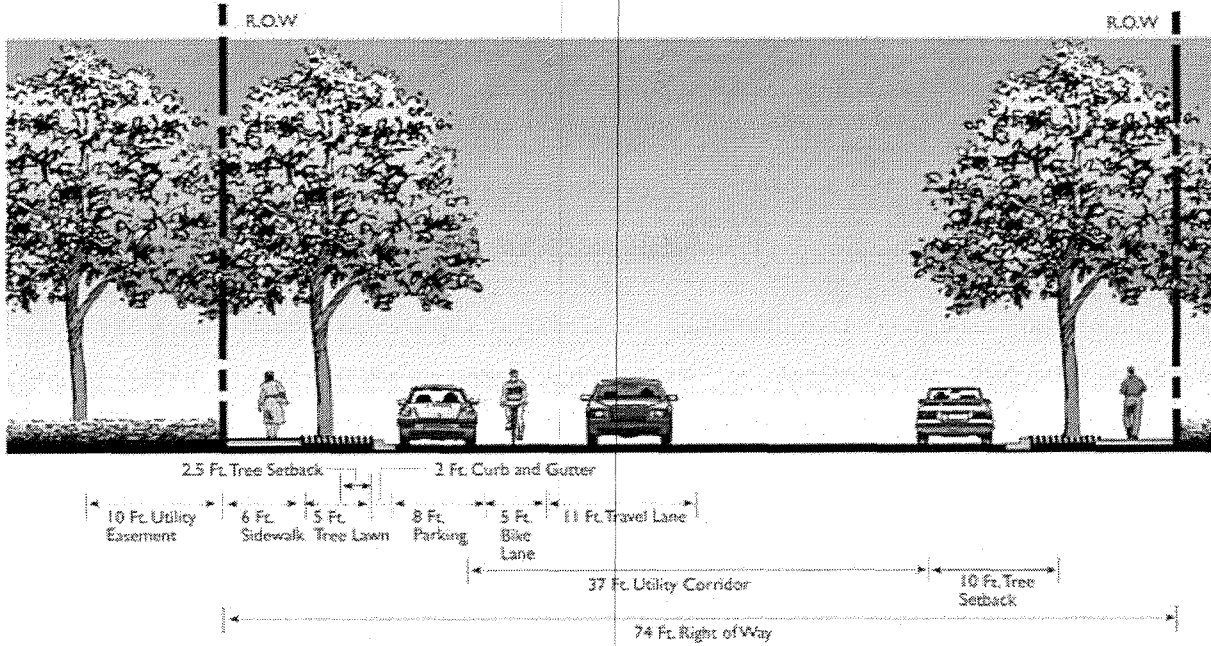 R.O.W
R.O.W
2.5 Ft. Tree Setback
2 Ft. Curb and Gutter
10 Ft. Utility
Easement
6 Ft.
Sidewalk
5 Ft.
Tree Lawn
8 Ft.
Parking
5 Ft.
Bike
Lane
11 Ft. Travel Lane
37 Ft. Utility Corridor
10 Ft. Tree
Setback
74 Ft. Right of Way